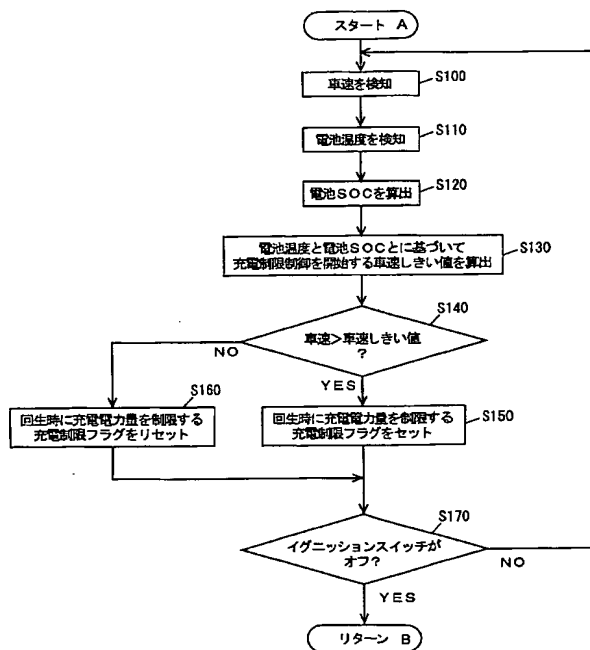 スタート A
車速を検知
S100
電池温度を検知
S110
電池SOCを算出
S120
電池温度と電池SOCとに基づいて
充電制限制御を開始する車速しきい値を算出
S130
S140
車速>車速しきい値
?
NO
YES
S160
回生時に充電電力量を制限する
充電制限フラグをリセット
回生時に充電電力量を制限する
充電制限フラグをセット
S150
S170
イグニッションスイッチが
オフ?
NO
YES
リターン B